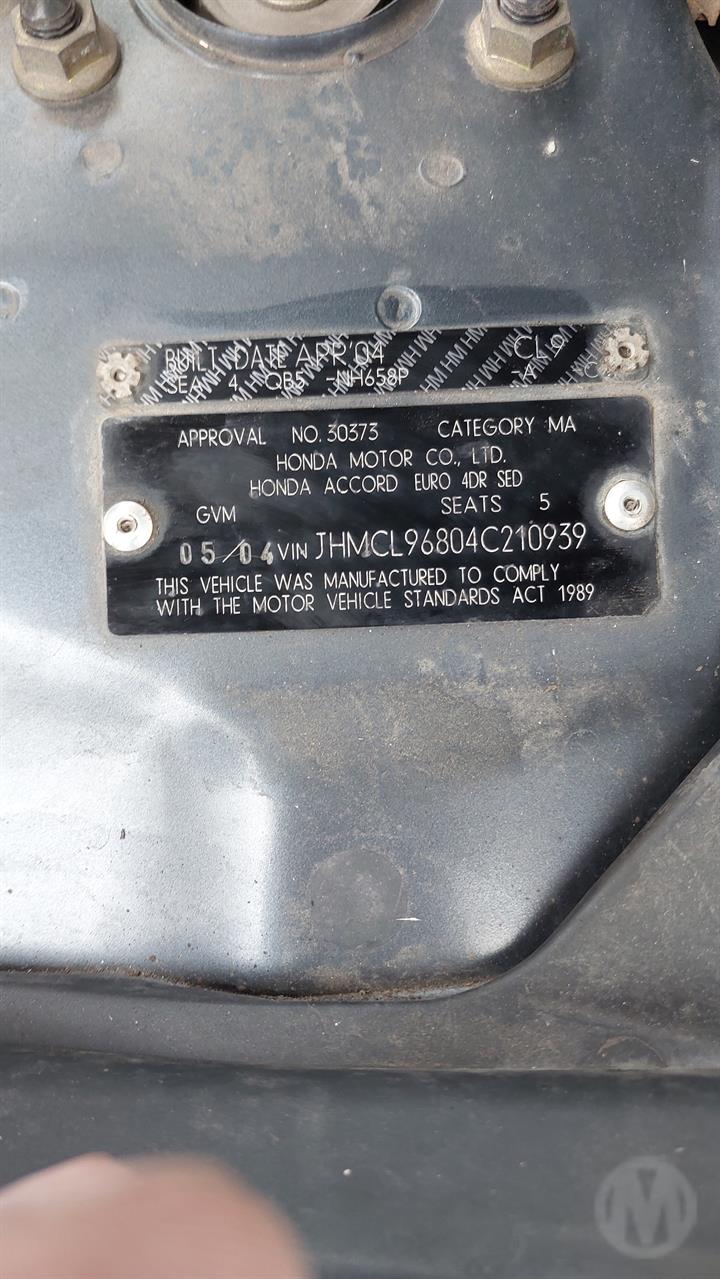 BUILT DATE APR.'04 CL9
SEA 4 QB5 -NH658P -A C
APPROVAL NO. 30373 CATEGORY MA
HONDA MOTOR CO., LTD.
HONDA ACCORD EURO 4DR SED
GVM SEATS 5
05/04 VIN JHMCL96804C210939
THIS VEHICLE WAS MANUFACTURED TO COMPLY
WITH THE MOTOR VEHICLE STANDARDS ACT 1989
M